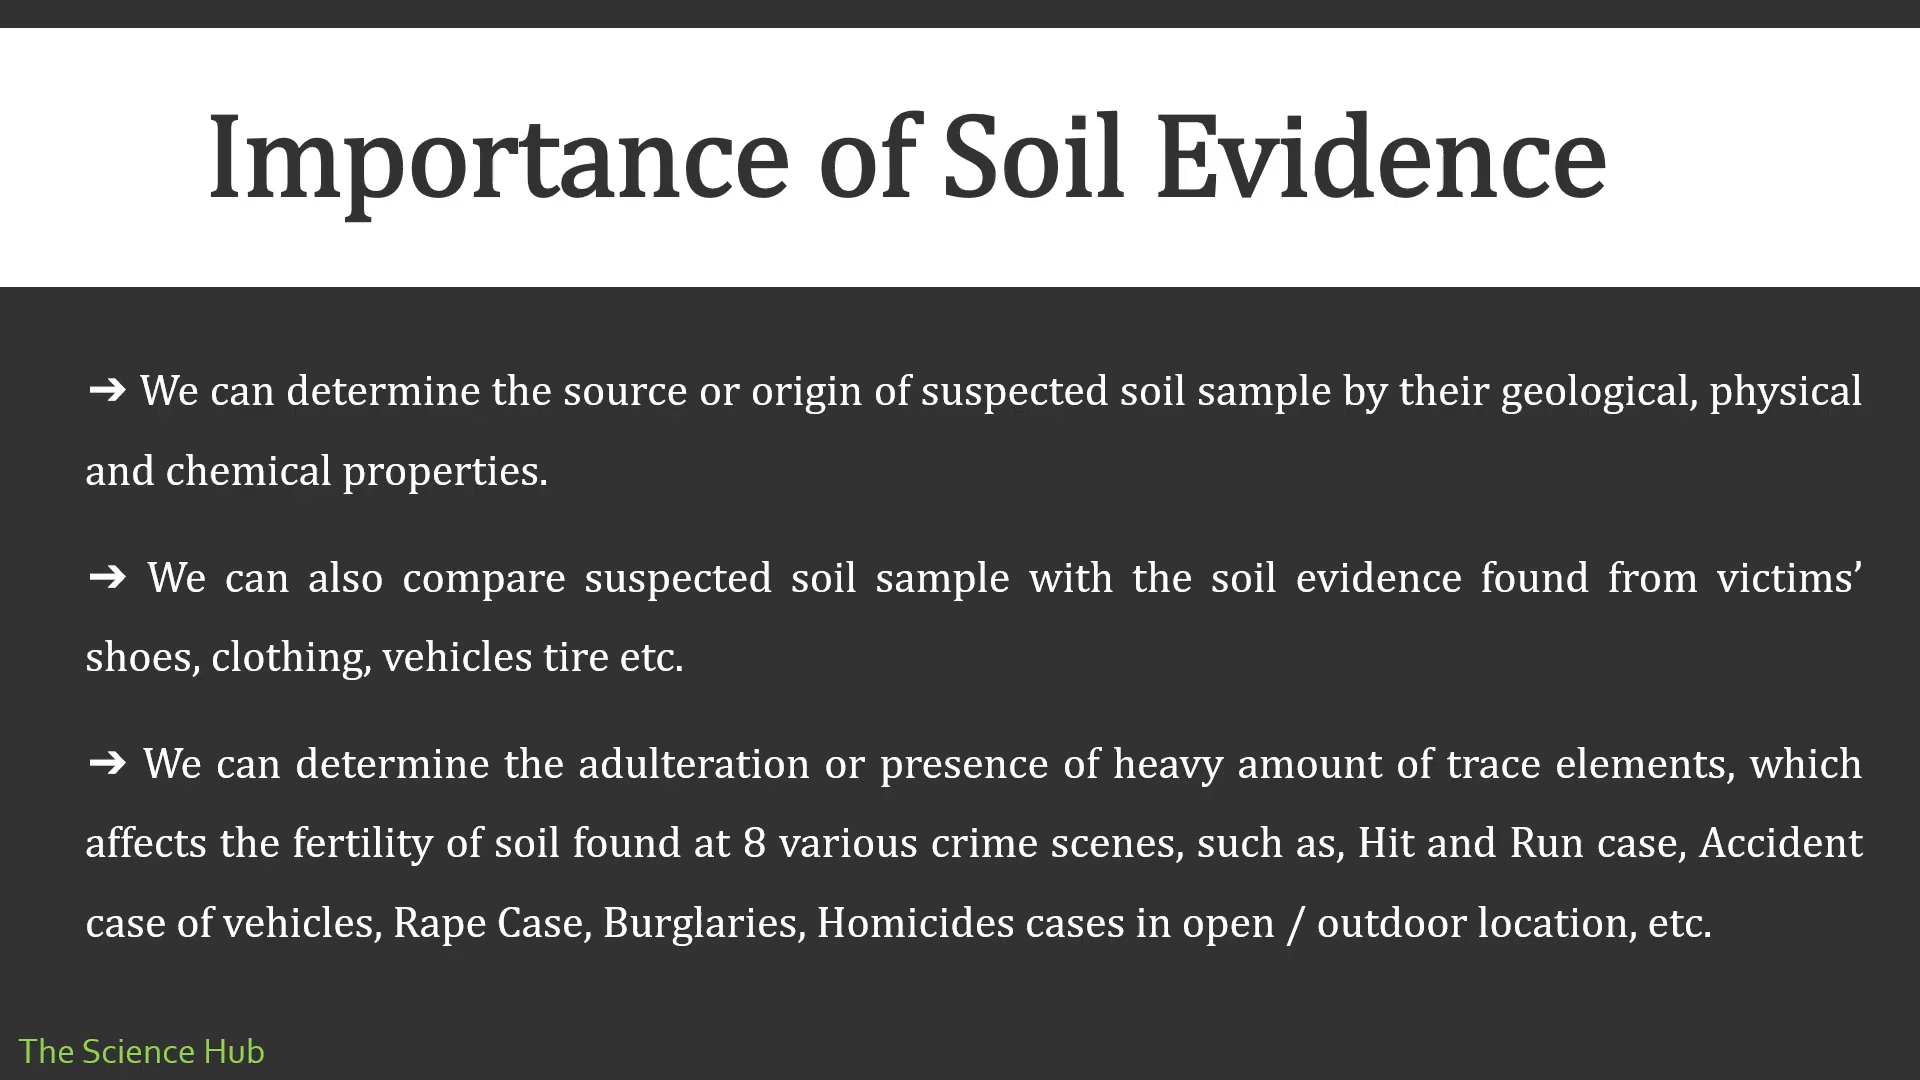 Importance of Soil Evidence
➔ We can determine the source or origin of suspected soil sample by their geological, physical
and chemical properties.
➔ We can also compare suspected soil sample with the soil evidence found from victims’
shoes, clothing, vehicles tire etc.
➔ We can determine the adulteration or presence of heavy amount of trace elements, which
affects the fertility of soil found at 8 various crime scenes, such as, Hit and Run case, Accident
case of vehicles, Rape Case, Burglaries, Homicides cases in open / outdoor location, etc.
The Science Hub